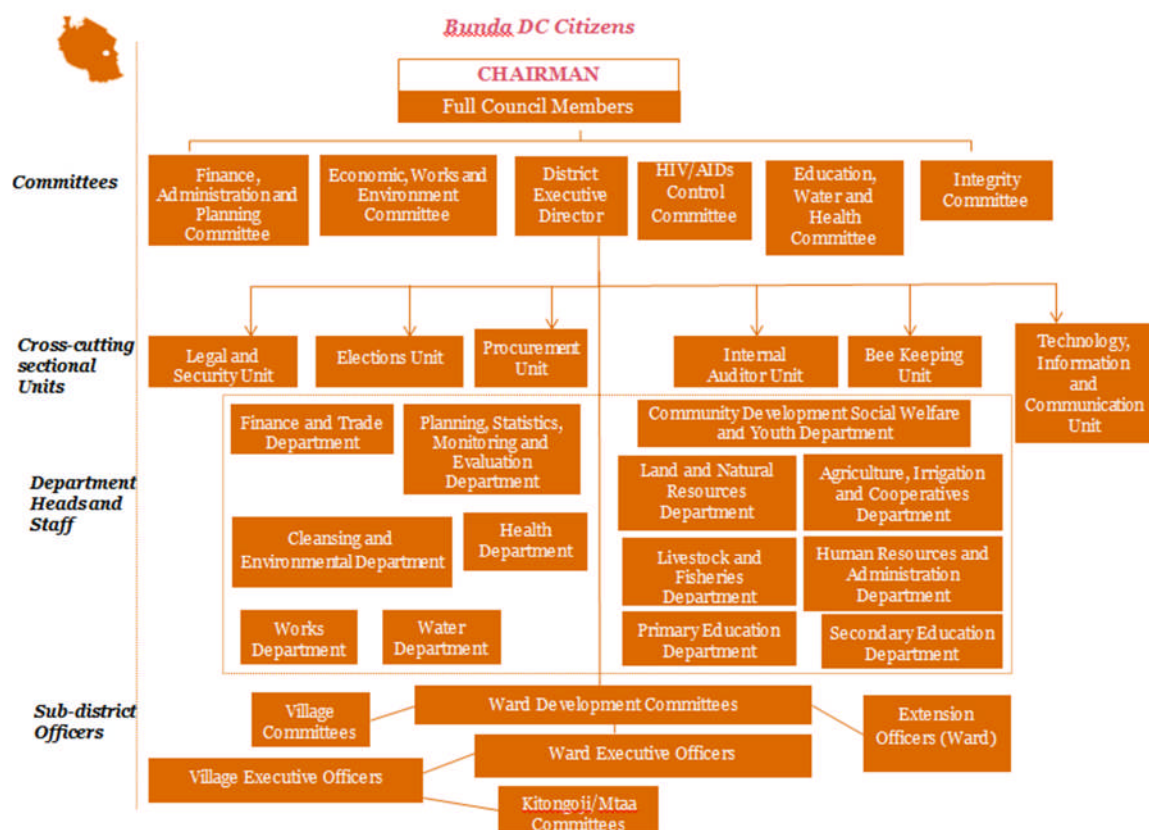 Bunda DC Citizens
CHAIRMAN
Full Council Members
Committees
Finance,
Administration and
Planning
Committee
Economic, Works and
Environment
Committee
District
Executive
Director
HIV/AIDs
Control
Committee
Education,
Water and
Health
Committee
Integrity
Committee
Cross-cutting
sectional
Units
Legal and
Security Unit
Elections Unit
Procurement
Unit
Internal
Auditor Unit
Bee Keeping
Unit
Technology,
Information
and
Communication
Unit
Department
Heads and
Staff
Finance and Trade
Department
Planning, Statistics,
Monitoring and
Evaluation
Department
Community Development Social Welfare
and Youth Department
Land and Natural
Resources
Department
Agriculture, Irrigation
and Cooperatives
Department
Cleansing and
Environmental Department
Health
Department
Livestock and
Fisheries
Department
Human Resources and
Administration
Department
Works
Department
Water
Department
Primary Education
Department
Secondary Education
Department
Sub-district
Officers
Village
Committees
Ward Development Committees
Extension
Officers (Ward)
Ward Executive Officers
Village Executive Officers
Kitongoji/Mtaa
Committees